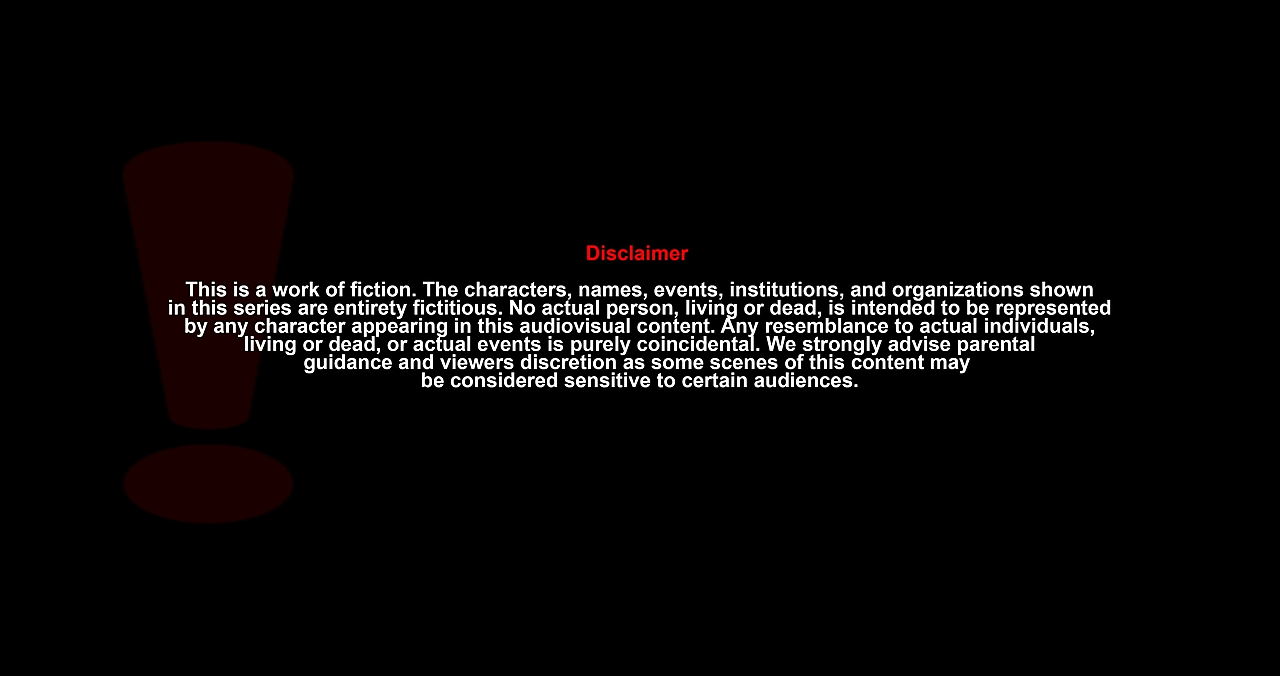 Disclaimer
This is a work of fiction. The characters, names, events, institutions, and organizations shown
in this series are entirety fictitious. No actual person, living or dead, is intended to be represented
by any character appearing in this audiovisual content. Any resemblance to actual individuals,
living or dead, or actual events is purely coincidental. We strongly advise parental
guidance and viewers discretion as some scenes of this content may
be considered sensitive to certain audiences.